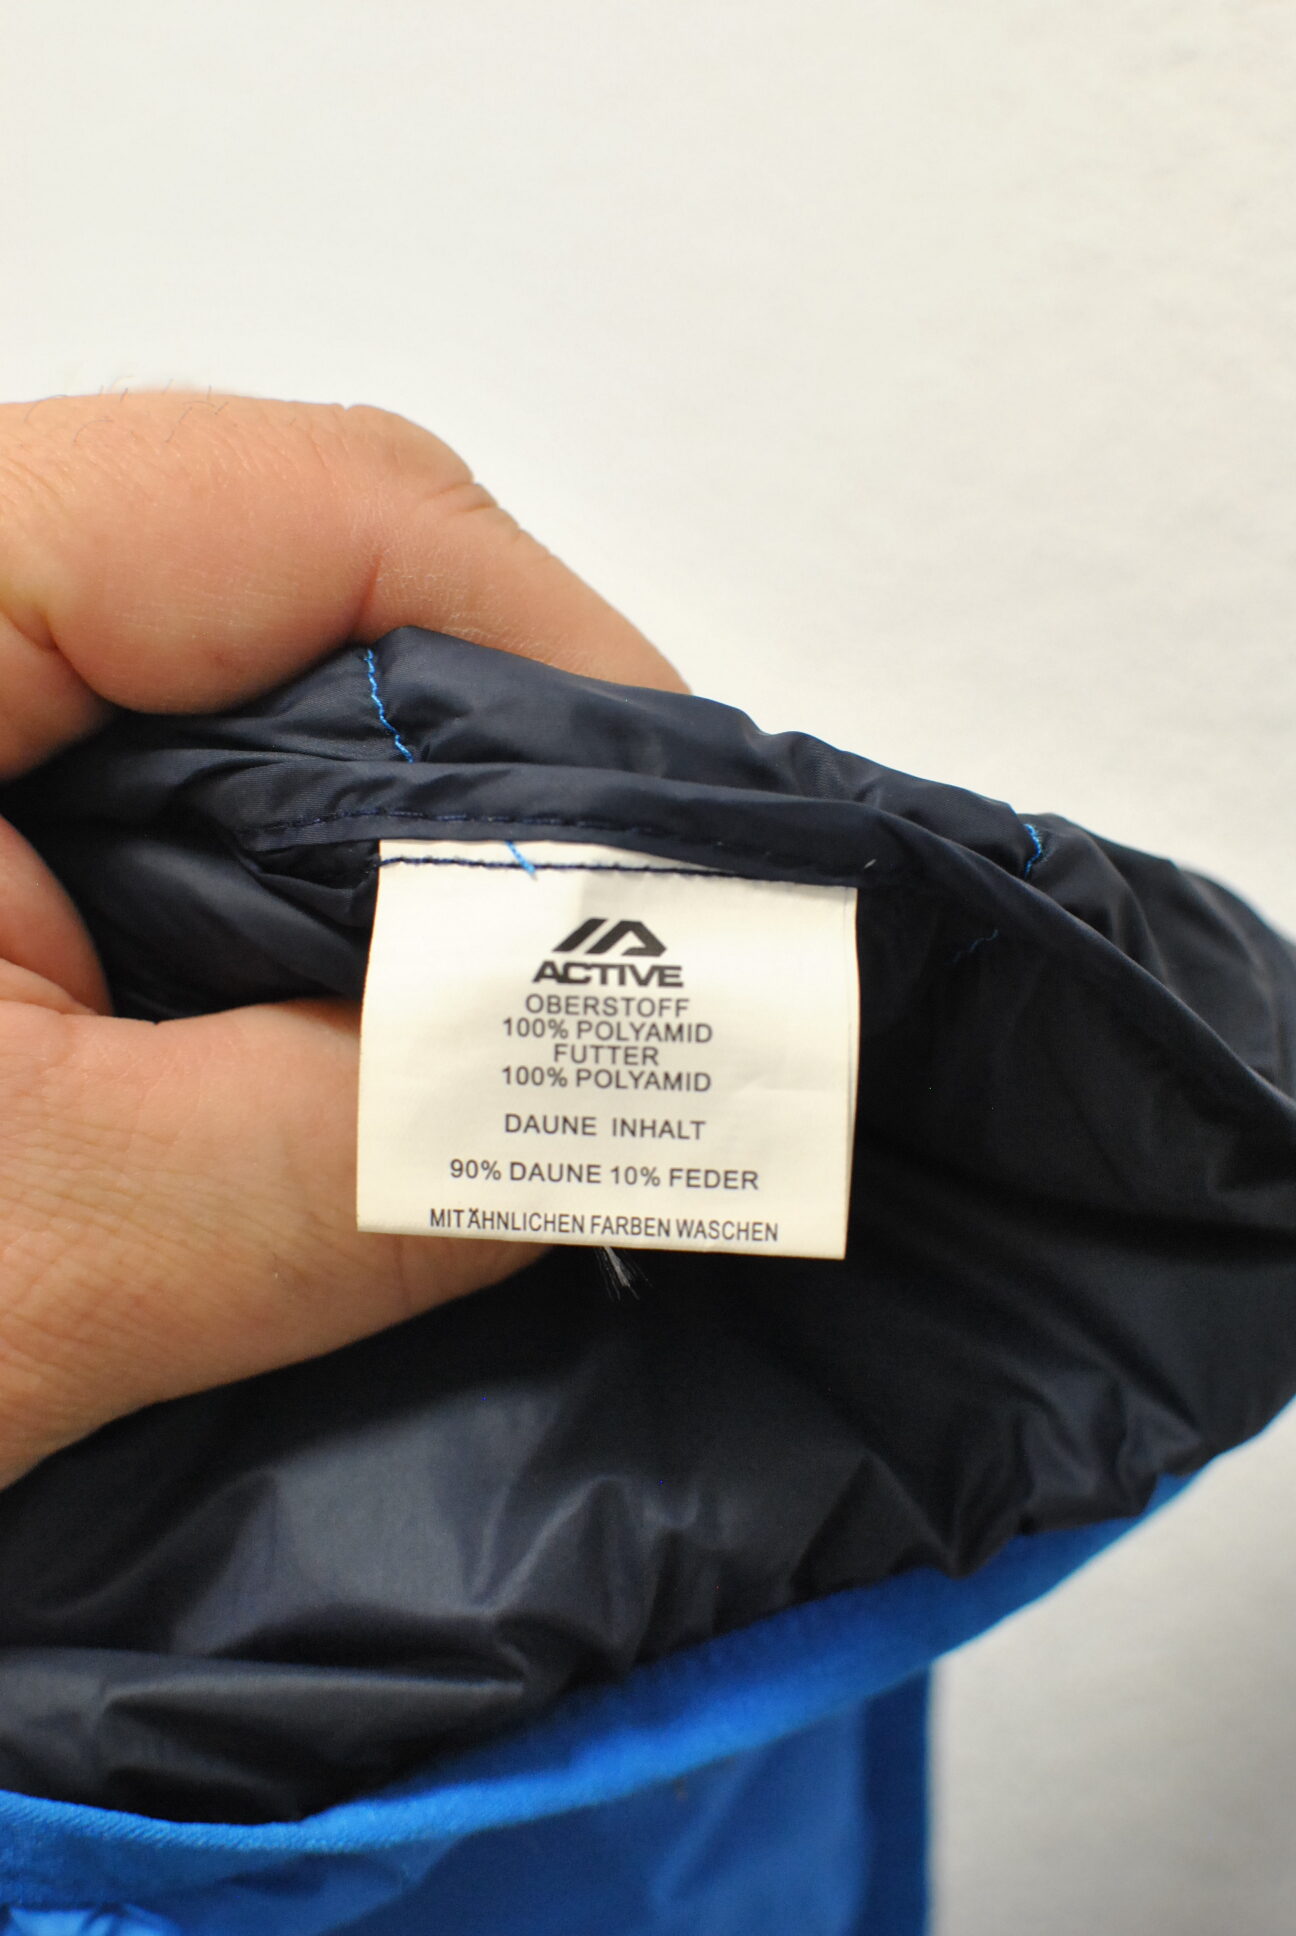 ACTIVE
OBERSTOFF
100% POLYAMID
FUTTER
100% POLYAMID
DAUNE INHALT
90% DAUNE 10% FEDER
MIT ÄHNLICHEN FARBEN WASCHEN